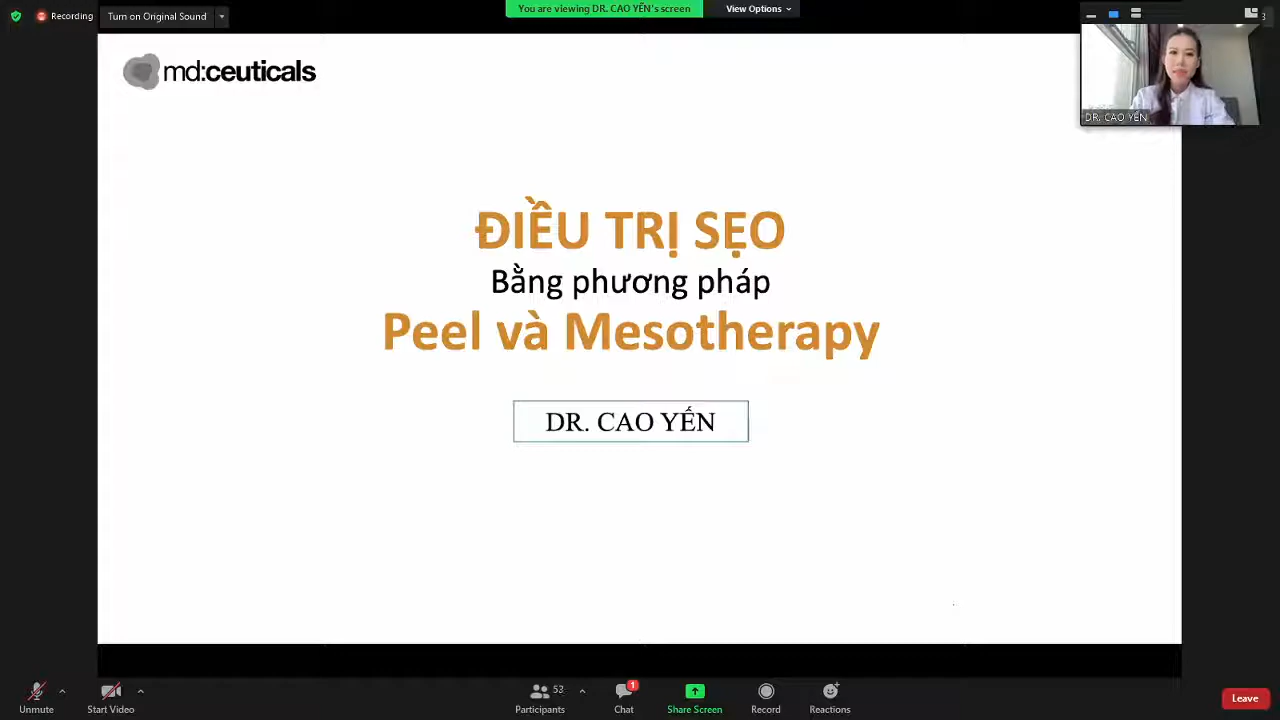 Recording
Turn on Original Sound
You are viewing DR. CAO YẾN's screen
View Options
DR. CAO YẾN
md:ceuticals
ĐIỀU TRỊ SẸO
Bằng phương pháp
Peel và Mesotherapy
DR. CAO YẾN
Unmute
Start Video
53
Participants
1
Chat
Share Screen
Record
Reactions
Leave